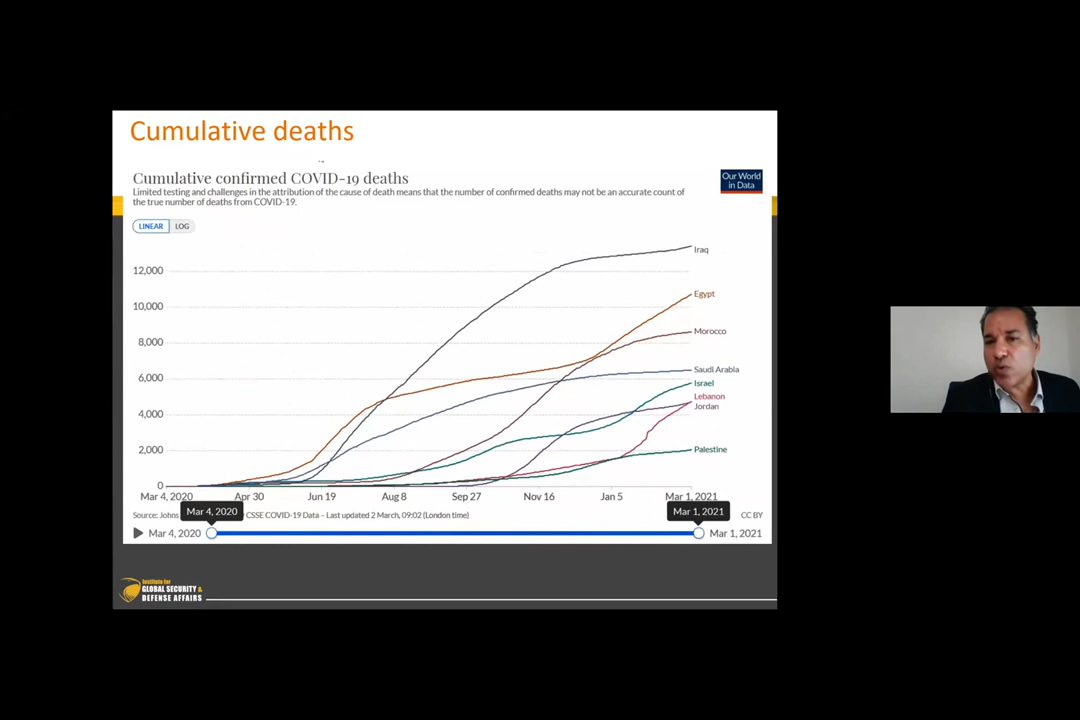 Cumulative deaths
Cumulative confirmed COVID-19 deaths
Limited testing and challenges in the attribution of the cause of death means that the number of confirmed deaths may not be an accurate count of
the true number of deaths from COVID-19.
Our World
in Data
LINEAR LOG
12,000
10,000
8,000
6,000
4,000
2,000
0
Iraq
Egypt
Morocco
Saudi Arabia
Israel
Lebanon
Jordan
Palestine
Mar 4, 2020 Apr 30 Jun 19 Aug 8 Sep 27 Nov 16 Jan 5 Mar 1, 2021
Source: Johns CSSE COVID-19 Data – Last updated 2 March, 09:02 (London time) CC BY
Mar 4, 2020 Mar 1, 2021
Mar 4, 2020 Mar 1, 2021
Institute for
GLOBAL SECURITY &
DEFENSE AFFAIRS